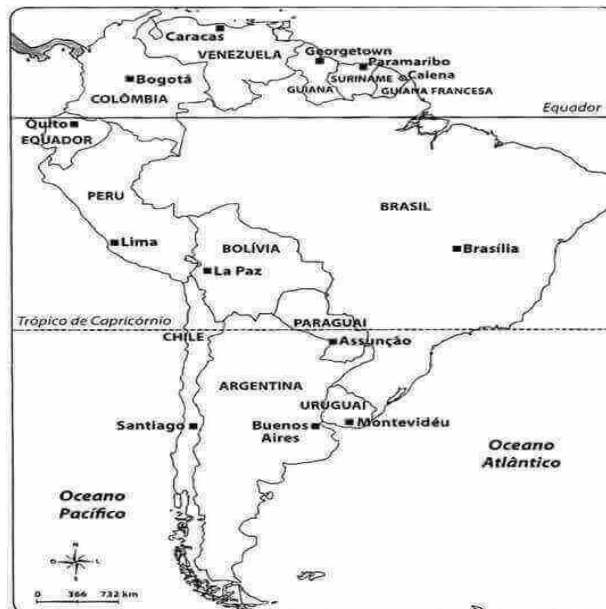 Caracas
VENEZUELA
Georgetown
Paramaribo
Bogotá
SURINAME
Caiena
COLÔMBIA
GUIANA
GUIANA FRANCESA
Equador
Quito
EQUADOR
PERU
BRASIL
Lima
BOLÍVIA
Brasília
La Paz
Trópico de Capricórnio
PARAGUAI
CHILE
Assunção
ARGENTINA
URUGUAI
Santiago
Buenos
Aires
Montevidéu
Oceano
Atlântico
Oceano
Pacífico
N
O
L
S
0 366 732 km